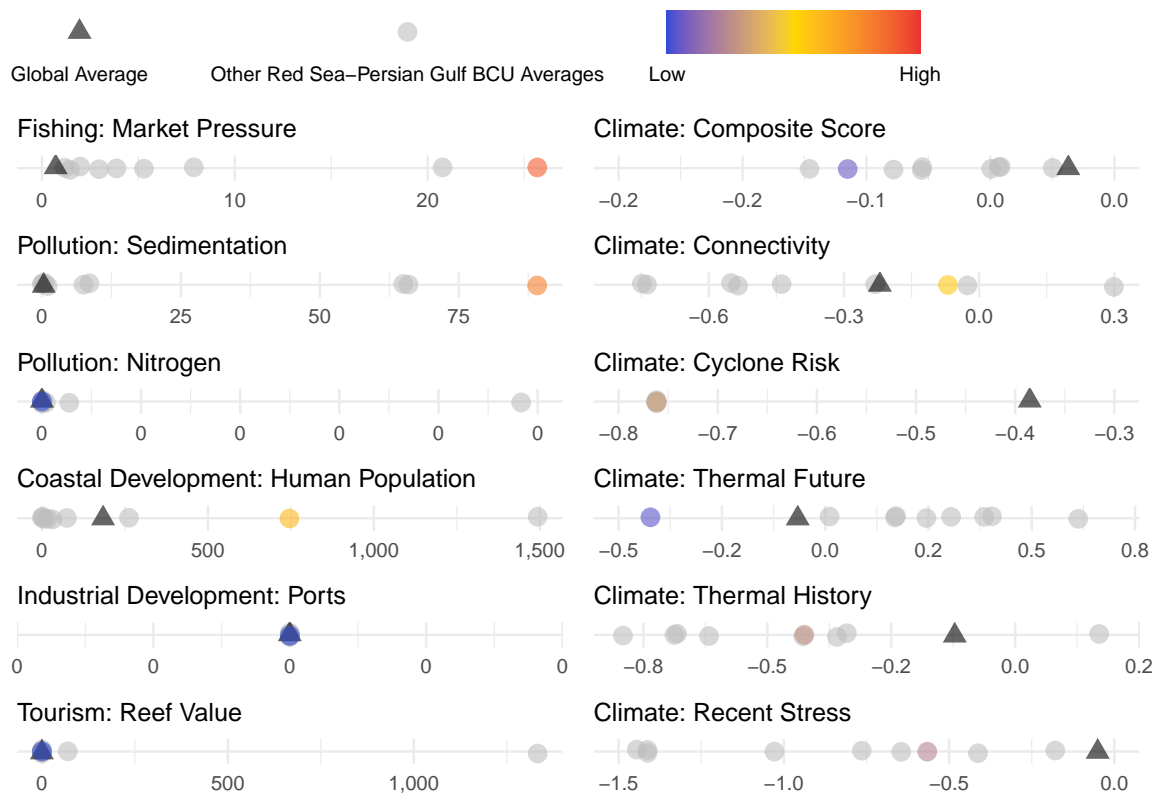 Global Average
Other Red Sea−Persian Gulf BCU Averages
Low
High
Fishing: Market Pressure
0 10 20
Climate: Composite Score
−0.2 −0.2 −0.1 0.0 0.0
Pollution: Sedimentation
0 25 50 75
Climate: Connectivity
−0.6 −0.3 0.0 0.3
Pollution: Nitrogen
0 0 0 0 0 0
Climate: Cyclone Risk
−0.8 −0.7 −0.6 −0.5 −0.4 −0.3
Coastal Development: Human Population
0 500 1,000 1,500
Climate: Thermal Future
−0.5 −0.2 0.0 0.2 0.5 0.8
Industrial Development: Ports
0 0 0 0 0
Climate: Thermal History
−0.8 −0.5 −0.2 0.0 0.2
Tourism: Reef Value
0 500 1,000
Climate: Recent Stress
−1.5 −1.0 −0.5 0.0